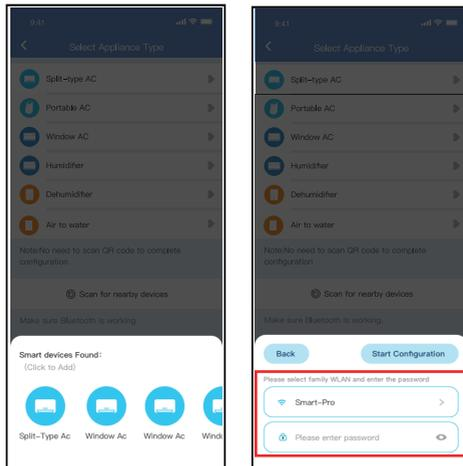 9:41
Select Appliance Type
Split-type AC
Portable AC
Window AC
Humidifier
Dehumidifier
Air to water
Note:No need to scan QR code to complete
configuration
Scan for nearby devices
Make sure Bluetooth is working
Smart devices Found:
(Click to Add)
Split-Type Ac
Window Ac
Window Ac
Wind
9:41
Select Appliance Type
Split-type AC
Portable AC
Window AC
Humidifier
Dehumidifier
Air to water
Note:No need to scan QR code to complete
configuration
Scan for nearby devices
Make sure Bluetooth is working.
Back
Start Configuration
Please select family WLAN and enter the password
Smart-Pro
Please enter password